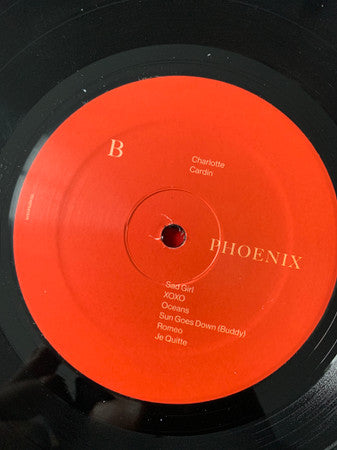 B
Charlotte
Cardin
PHOENIX
Sad Girl
XOXO
Oceans
Sun Goes Down (Buddy)
Romeo
Je Quitte